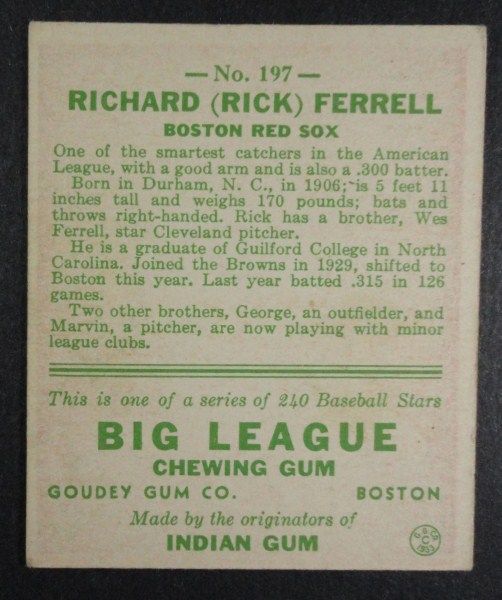 — No. 197 —
RICHARD (RICK) FERRELL
BOSTON RED SOX
One of the smartest catchers in the American
League, with a good arm and is also a .300 batter.
Born in Durham, N. C., in 1906; is 5 feet 11
inches tall and weighs 170 pounds; bats and
throws right-handed. Rick has a brother, Wes
Ferrell, star Cleveland pitcher.
He is a graduate of Guilford College in North
Carolina. Joined the Browns in 1929, shifted to
Boston this year. Last year batted .315 in 126
games.
Two other brothers, George, an outfielder, and
Marvin, a pitcher, are now playing with minor
league clubs.
This is one of a series of 240 Baseball Stars
BIG LEAGUE
CHEWING GUM
GOUDEY GUM CO. BOSTON
Made by the originators of
INDIAN GUM
G. G. Co.
C
1933